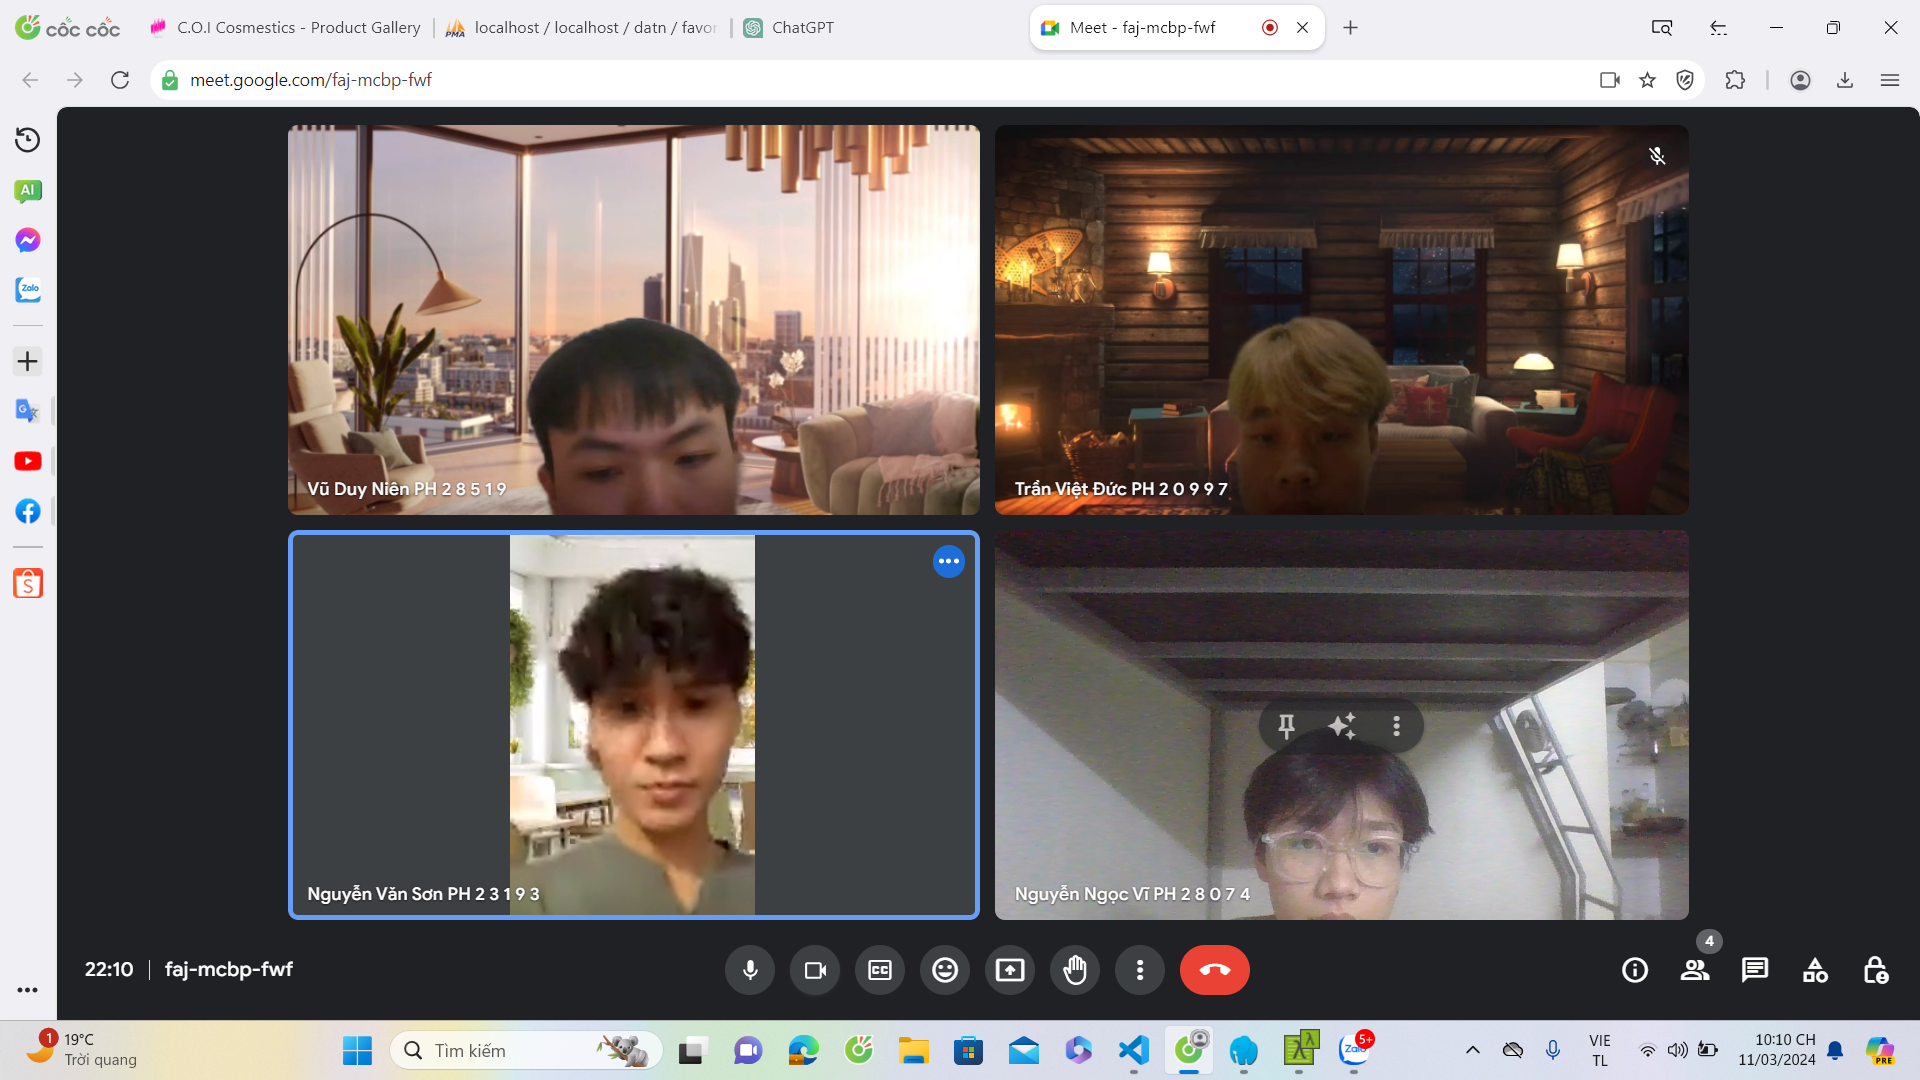 cốc cốc
C.O.I Cosmestics - Product Gallery
PMA
localhost / localhost / datn / favor
ChatGPT
Meet - faj-mcbp-fwf
meet.google.com/faj-mcbp-fwf
AI
Zalo
Vũ Duy Niên PH 2 8 5 1 9
Trần Việt Đức PH 2 0 9 9 7
Nguyễn Văn Sơn PH 2 3 1 9 3
Nguyễn Ngọc Vĩ PH 2 8 0 7 4
22:10
faj-mcbp-fwf
CC
4
1
19°C
Trời quang
Tìm kiếm
Zalo
5+
VIE
TL
10:10 CH
11/03/2024
PRE